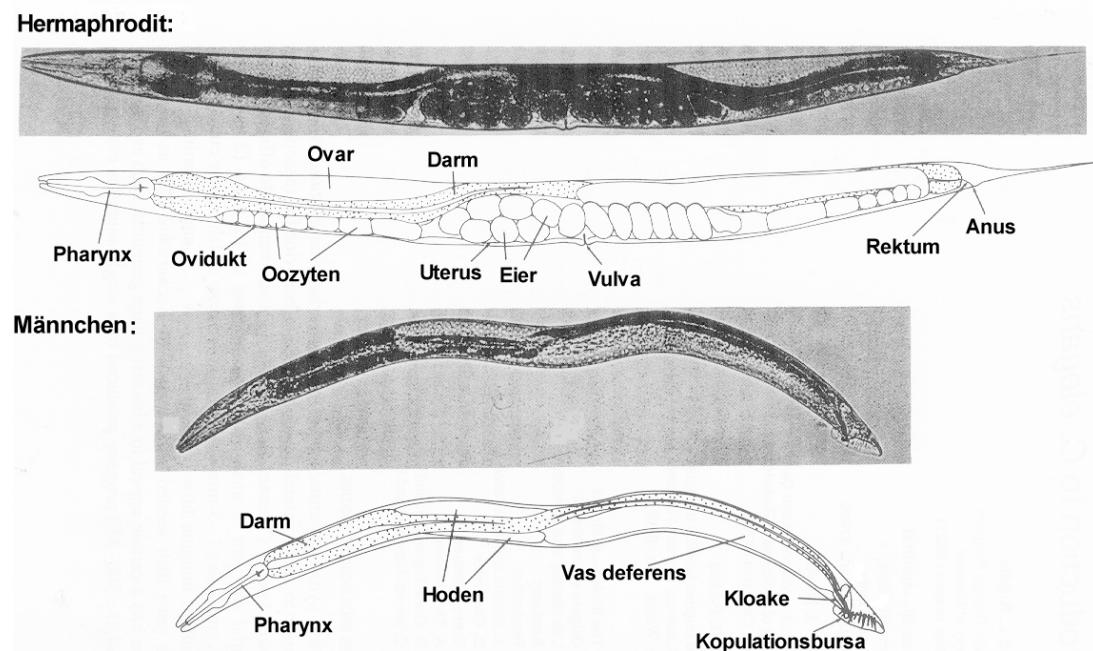 Hermaphrodit:
Ovar
Darm
Pharynx
Ovidukt
Oozyten
Uterus
Eier
Vulva
Rektum
Anus
Männchen:
Darm
Hoden
Vas deferens
Kloake
Pharynx
Kopulationsbursa